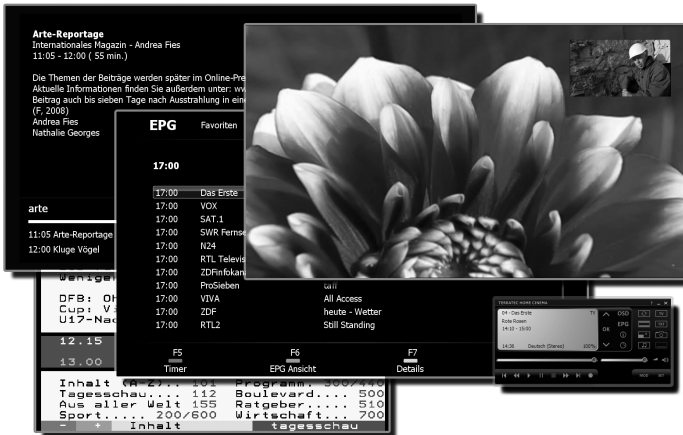 Arte-Reportage
Internationales Magazin - Andrea Fies
11:05 - 12:00 ( 55 min.)
Die Themen der Beiträge werden später im Online-Pre
Aktuelle Informationen finden Sie außerdem unter:
Beitrag auch bis sieben Tage nach Ausstrahlung in
(F, 2008)
Andrea Fies
Nathalie Georges
arte
11:05 Arte-Reportage
12:00 Kluge Vögel
EPG Favoriten
17:00
17:00 Das Erste
17:00 VOX
17:00 SAT.1
17:00 SWR Fernse
17:00 N24
17:00 RTL Televis
17:00 ZDFinfokan
17:00 ProSieben taff
17:00 VIVA All Access
17:00 ZDF heute - Wetter
17:00 RTL2 Still Standing
F5 F6 F7
Timer EPG Ansicht Details
Wenige
DFB:
Cup:
U17-Nac
12.15
13.00
Inhalt (A-Z).. 101 Programm. 300/440
Tagesschau.... 112 Boulevard.... 500
Aus aller Welt 155 Ratgeber..... 510
Sport..... 200/600 Wirtschaft... 700
- + Inhalt tagesschau
TERRATEC HOME CINEMA
04 - Das Erste TV
Rote Rosen
14:10 - 15:00
14:30 Deutsch (Stereo) 100%
OSD
OK EPG